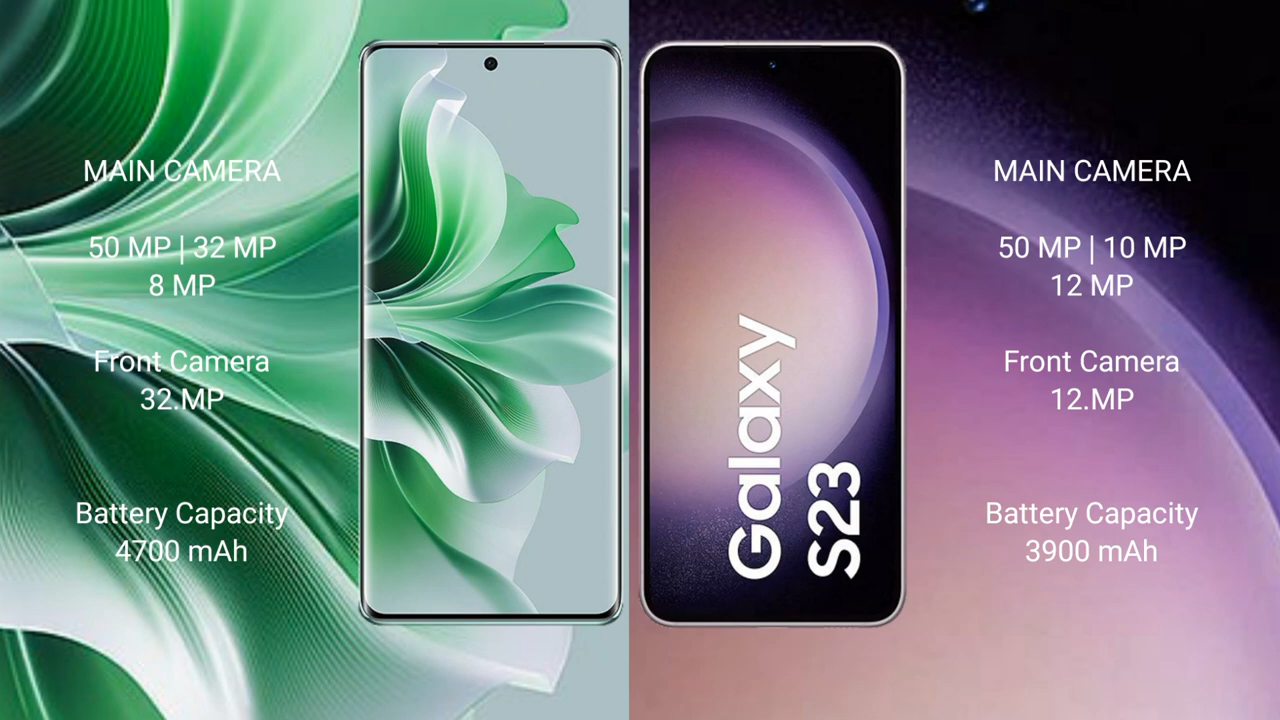 MAIN CAMERA
50 MP | 32 MP
8 MP
Front Camera
32.MP
Battery Capacity
4700 mAh
Galaxy
S23
MAIN CAMERA
50 MP | 10 MP
12 MP
Front Camera
12.MP
Battery Capacity
3900 mAh